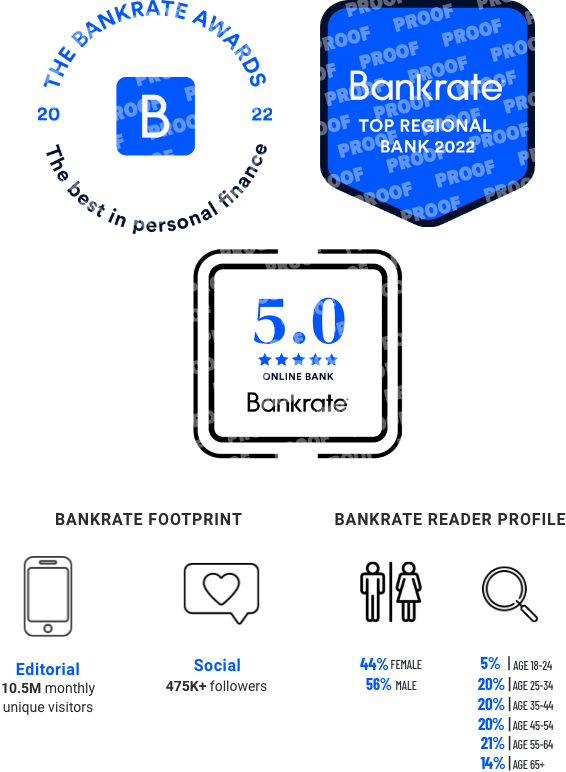 THE BANKRATE AWARDS
20
B
22
The best in personal finance
Bankrate
TOP REGIONAL
BANK 2022
PROOF PROOF PROOF
5.0
ONLINE BANK
Bankrate
BANKRATE FOOTPRINT
BANKRATE READER PROFILE
Editorial
10.5M monthly
unique visitors
Social
475K+ followers
44% FEMALE
56% MALE
5% | AGE 18-24
20% | AGE 25-34
20% | AGE 35-44
20% | AGE 45-54
21% | AGE 55-64
14% | AGE 65+